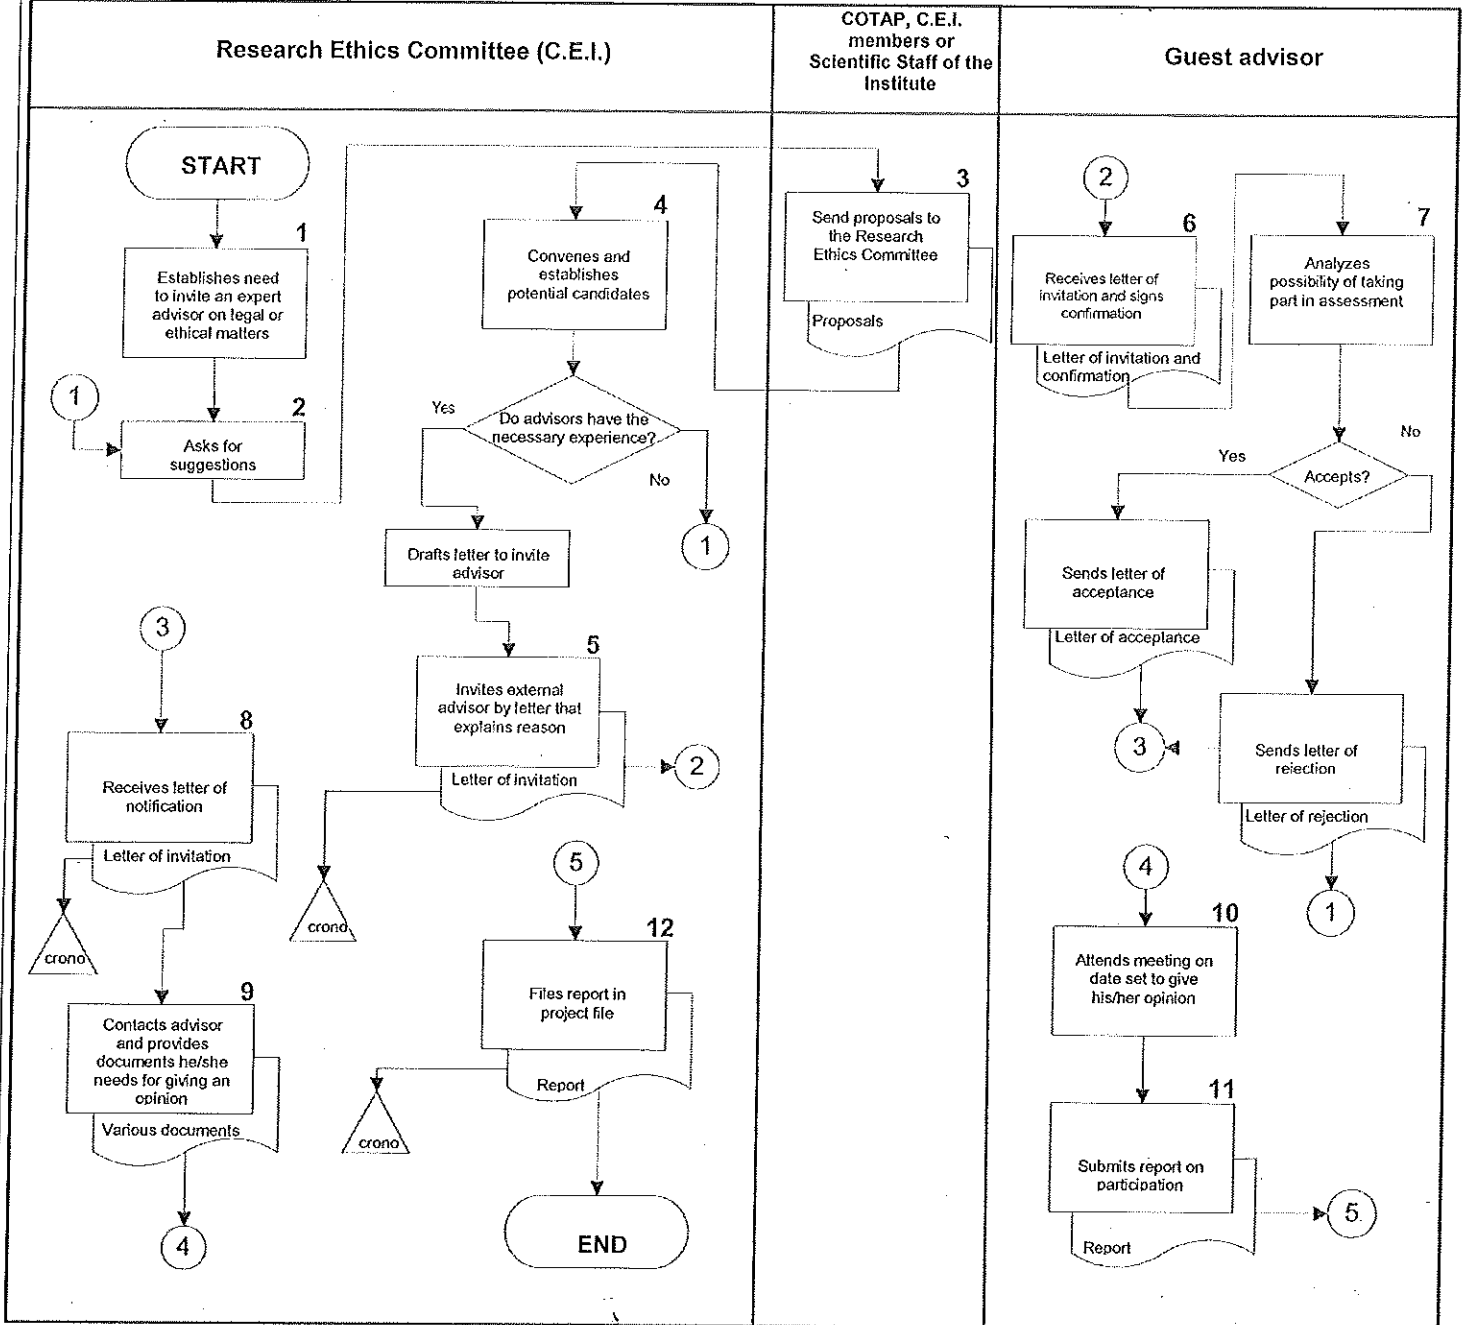 Research Ethics Committee (C.E.I.)
COTAP, C.E.I.
members or
Scientific Staff of the
Institute
Guest advisor
START
1
Establishes need
to invite an expert
advisor on legal or
ethical matters
1
2
Asks for
suggestions
4
Convenes and
establishes
potential candidates
Yes
Do advisors have the
necessary experience?
No
1
Drafts letter to invite
advisor
5
Invites external
advisor by letter that
explains reason
Letter of invitation
2
crono
3
8
Receives letter of
notification
Letter of invitation
crono
9
Contacts advisor
and provides
documents he/she
needs for giving an
opinion
Various documents
4
5
12
Files report in
project file
Report
crono
END
3
Send proposals to
the Research
Ethics Committee
Proposals
2
6
Receives letter of
invitation and signs
confirmation
Letter of invitation and
confirmation
7
Analyzes
possibility of taking
part in assessment
Yes
Accepts?
No
Sends letter of
acceptance
Letter of acceptance
3
Sends letter of
rejection
Letter of rejection
1
4
10
Attends meeting on
date set to give
his/her opinion
11
Submits report on
participation
Report
5